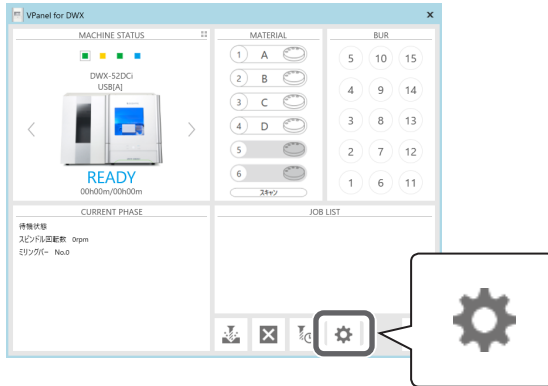 VPanel for DWX
MACHINE STATUS
DWX-52DCi
USB[A]
READY
00h00m/00h00m
MATERIAL
1 A
2 B
3 C
4 D
5
6
スキャン
BUR
5 10 15
4 9 14
3 8 13
2 7 12
1 6 11
CURRENT PHASE
待機状態
スピンドル回転数 0rpm
ミリングバー No.0
JOB LIST